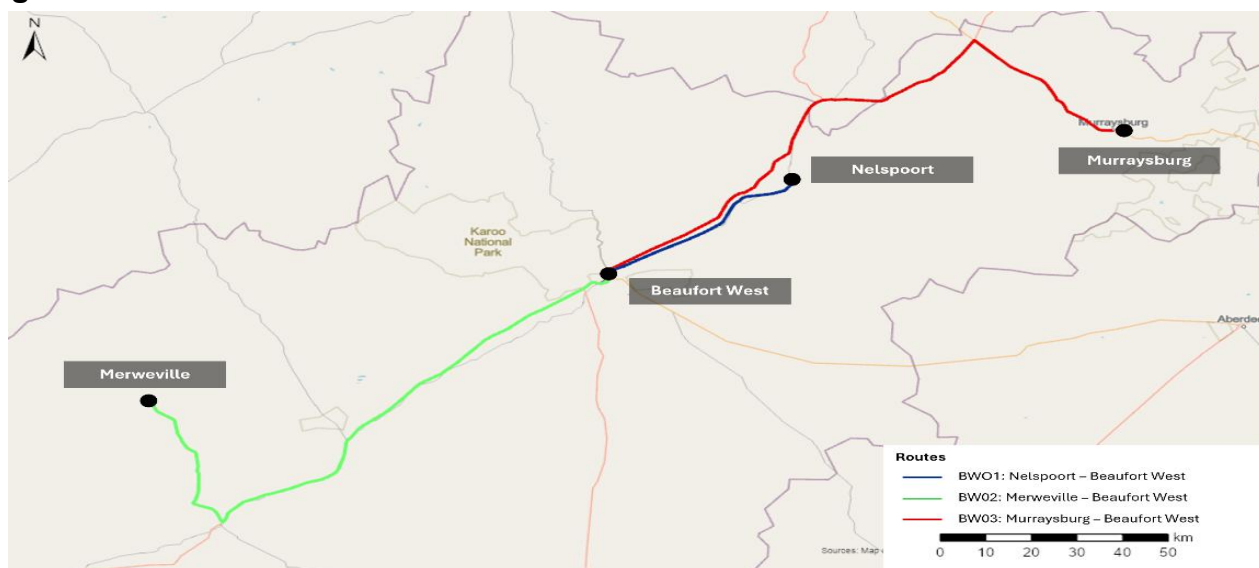 g
N
Murraysburg
Murraysburg
Nelspoort
Karoo
National
Park
Beaufort West
Aberdee
Merweville
Routes
BWO1: Nelspoort – Beaufort West
BW02: Merweville – Beaufort West
BW03: Murraysburg – Beaufort West
km
0 10 20 30 40 50
Sources: Map